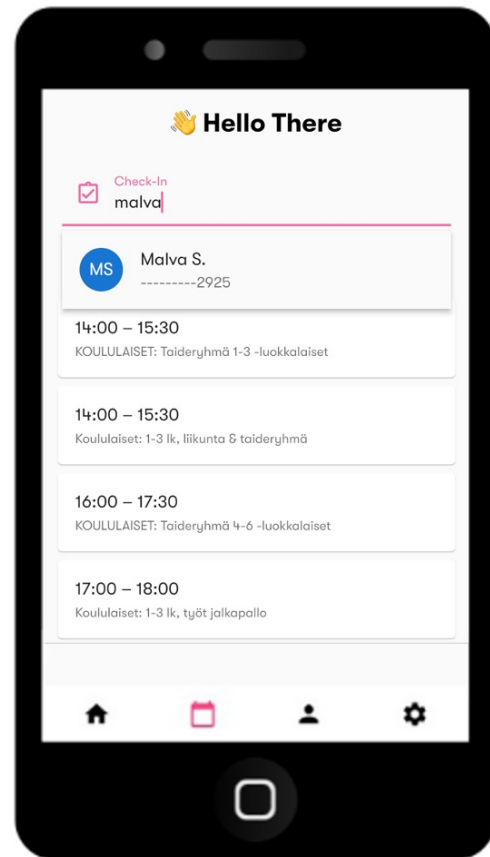 👋 Hello There
Check-In
malva
MS
Malva S.
---------2925
14:00 – 15:30
KOULULAISET: Taideryhmä 1-3 -luokkalaiset
14:00 – 15:30
Koululaiset: 1-3 lk, liikunta & taideryhmä
16:00 – 17:30
KOULULAISET: Taideryhmä 4-6 -luokkalaiset
17:00 – 18:00
Koululaiset: 1-3 lk, tyőt jalkapallo